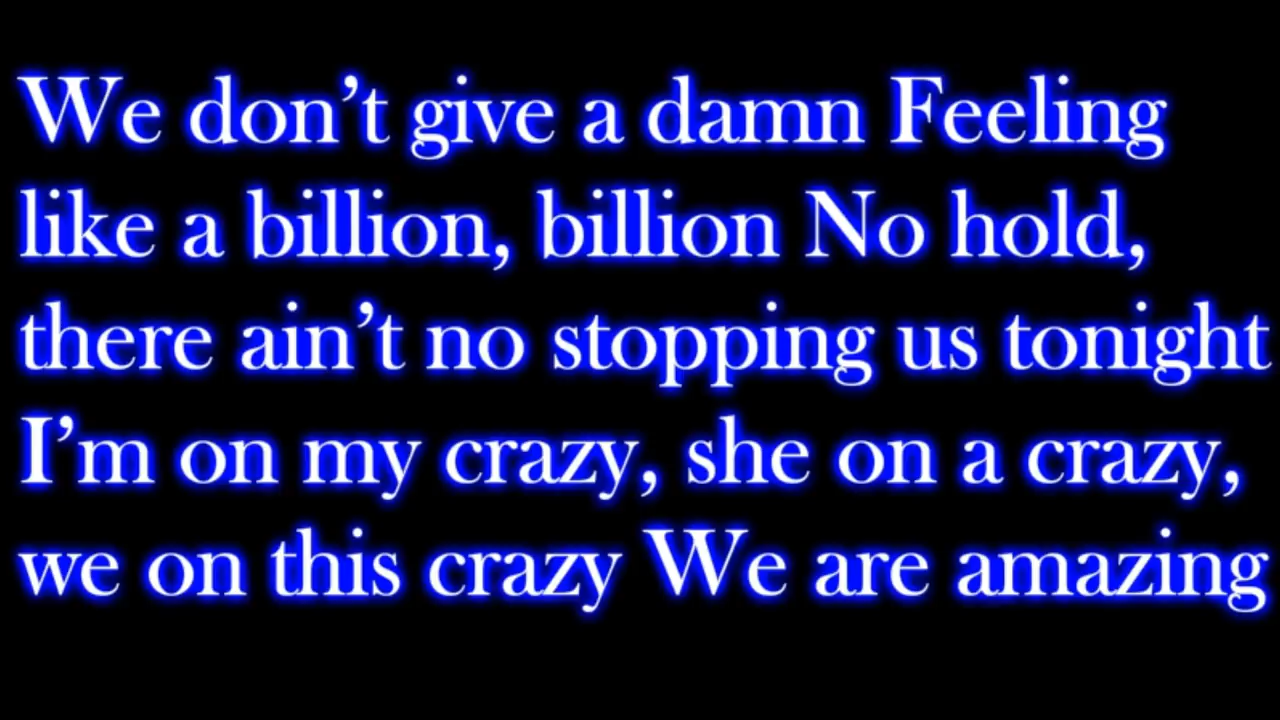 We don’t give a damn Feeling
like a billion, billion No hold,
there ain’t no stopping us tonight
I’m on my crazy, she on a crazy,
we on this crazy We are amazing